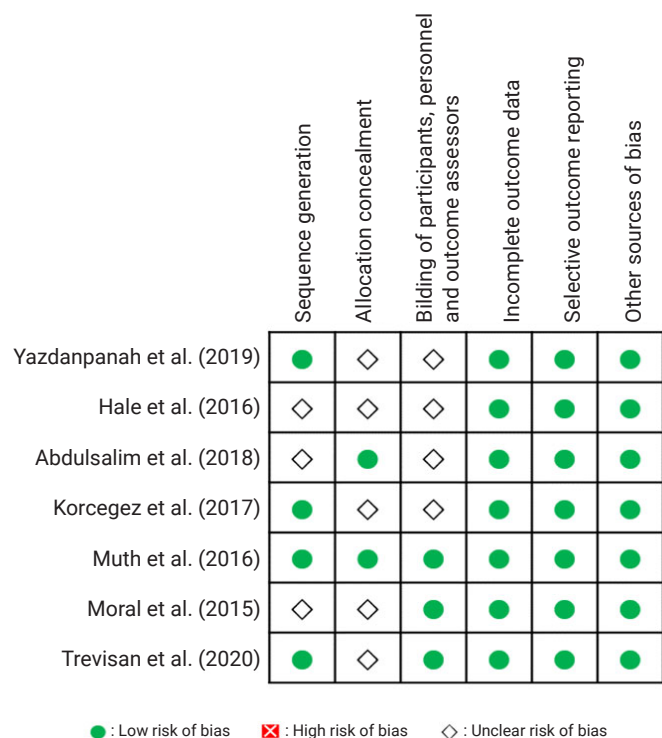 Sequence generation
Allocation concealment
Bilding of participants, personnel
and outcome assessors
Incomplete outcome data
Selective outcome reporting
Other sources of bias
Yazdanpanah et al. (2019)
Hale et al. (2016)
Abdulsalim et al. (2018)
Korcegez et al. (2017)
Muth et al. (2016)
Moral et al. (2015)
Trevisan et al. (2020)
: Low risk of bias : High risk of bias : Unclear risk of bias